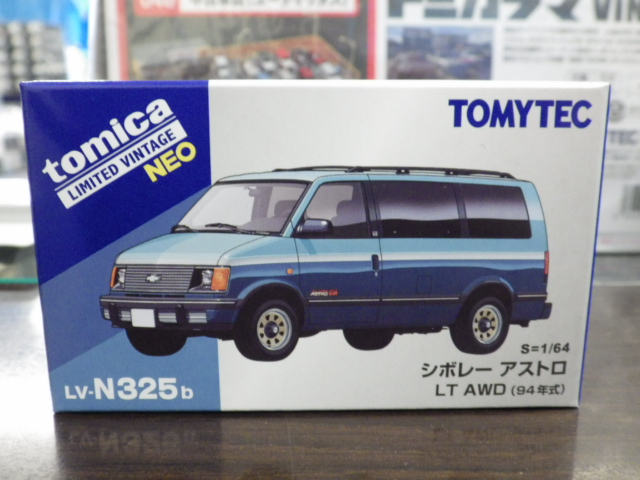 tomica
LIMITED VINTAGE
NEO
TOMYTEC
S=1/64
シボレー アストロ
LT AWD (94年式)
LV-N325b